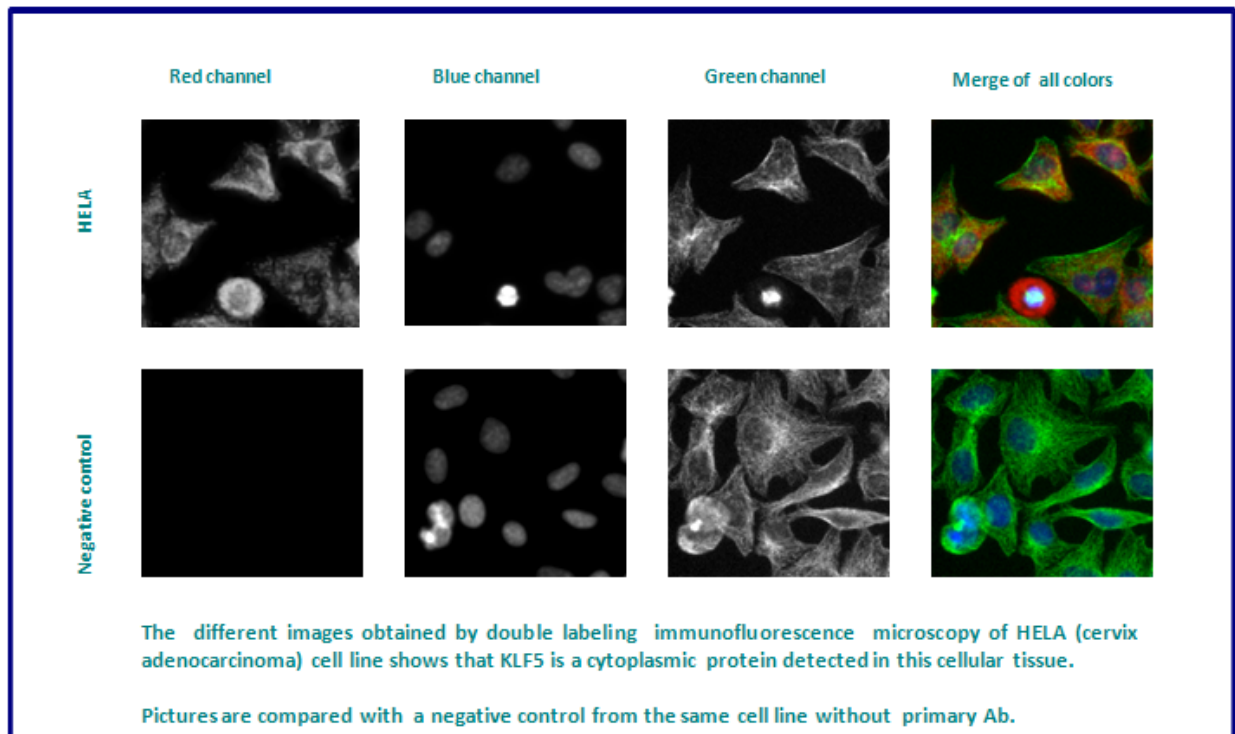 Red channel
Blue channel
Green channel
Merge of all colors
HELA
Negative control
The different images obtained by double labeling immunofluorescence microscopy of HELA (cervix
adenocarcinoma) cell line shows that KLF5 is a cytoplasmic protein detected in this cellular tissue.
Pictures are compared with a negative control from the same cell line without primary Ab.